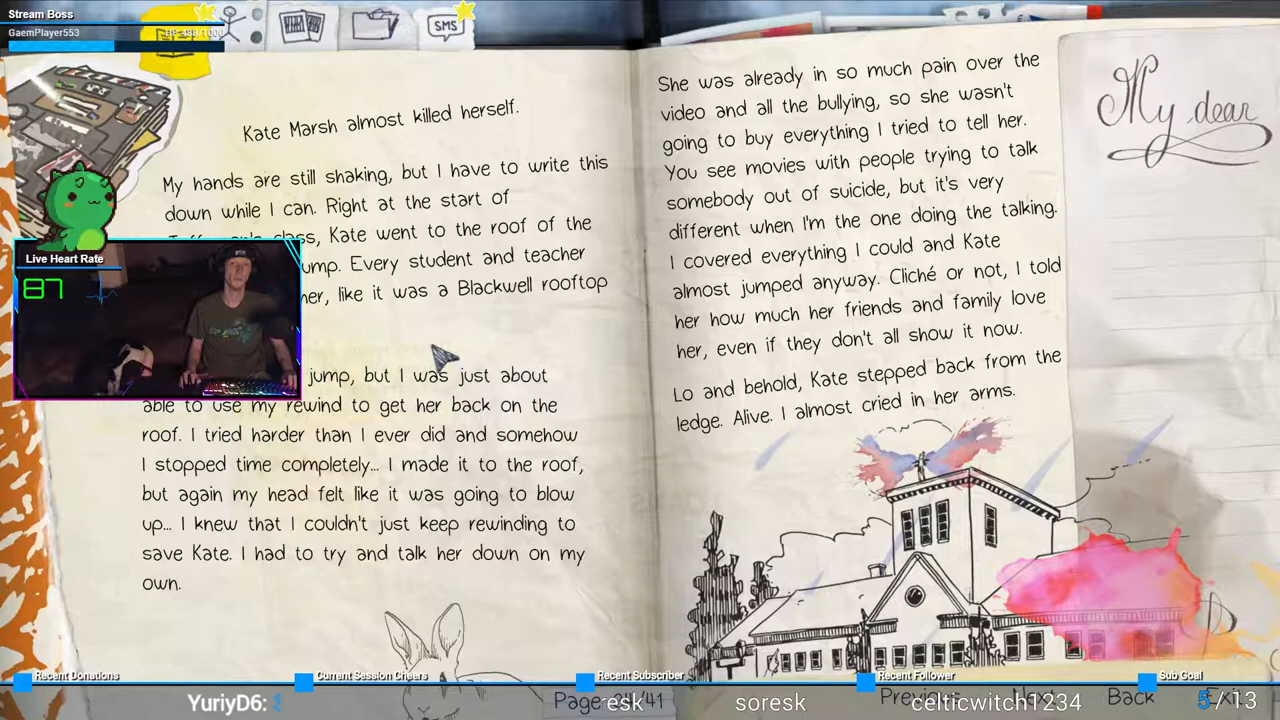 Stream Boss
GaemPlayer553
SMS
Kate Marsh almost killed herself.
My hands are still shaking, but I have to write this
down while I can. Right at the start of
class, Kate went to the roof of the
ump. Every student and teacher
her, like it was a Blackwell rooftop
jump, but I was just about
able to use my rewind to get her back on the
roof. I tried harder than I ever did and somehow
I stopped time completely... I made it to the roof,
but again my head felt like it was going to blow
up... I knew that I couldn't just keep rewinding to
save Kate. I had to try and talk her down on my
own.
She was already in so much pain over the
video and all the bullying, so she wasn't
going to buy everything I tried to tell her.
You see movies with people trying to talk
somebody out of suicide, but it's very
different when I'm the one doing the talking.
I covered everything I could and Kate
almost jumped anyway. Cliché or not, I told
her how much her friends and family love
her, even if they don't all show it now.
Lo and behold, Kate stepped back from the
ledge. Alive. I almost cried in her arms.
My dear
Live Heart Rate
87
Recent Donations
Current Session Cheers
Recent Subscriber
Recent Follower
Sub Goal
YuriyD6:
Page /41
esk
soresk
celticwitch1234
Back
Exit
5 / 13